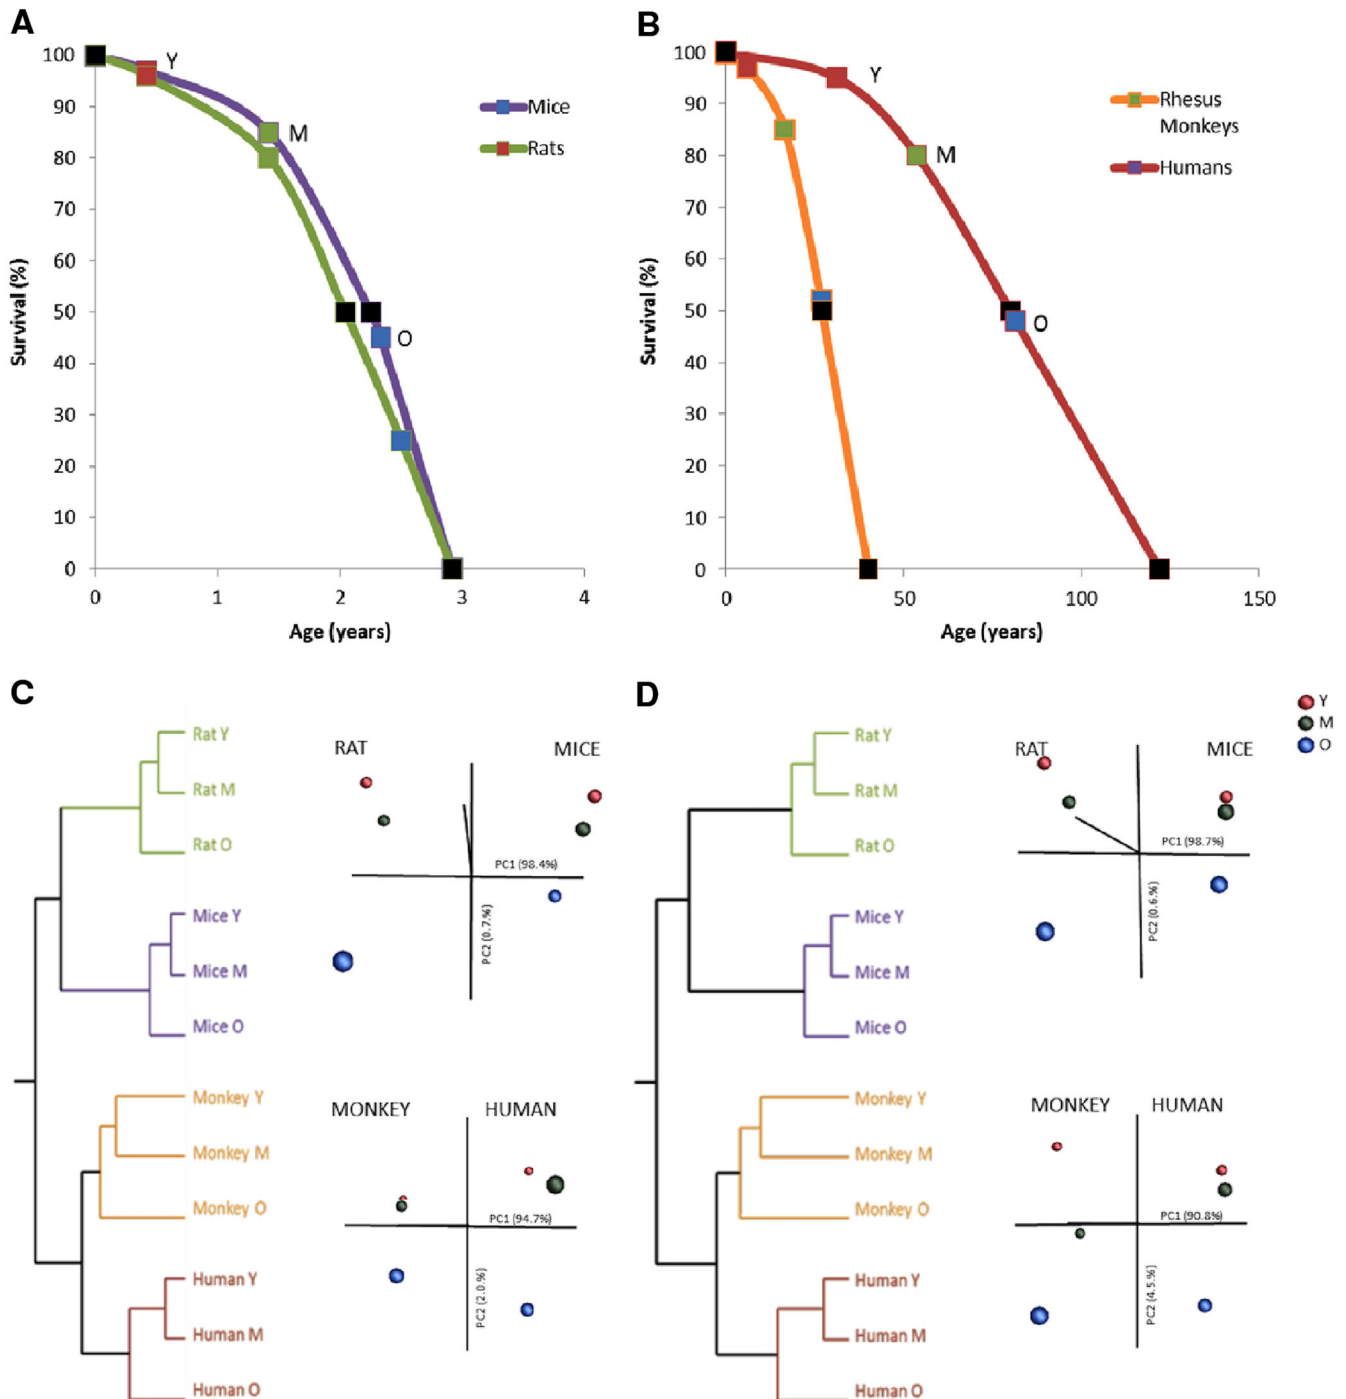 A
100
90
80
70
60
50
40
30
20
10
0
Survival (%)
0 1 2 3 4
Age (years)
Y
M
O
Mice
Rats
B
100
90
80
70
60
50
40
30
20
10
0
Survival (%)
0 50 100 150
Age (years)
Y
M
O
Rhesus
Monkeys
Humans
C
Rat Y
Rat M
Rat O
Mice Y
Mice M
Mice O
Monkey Y
Monkey M
Monkey O
Human Y
Human M
Human O
RAT MICE
PC1 (98.4%)
PC2 (0.7.%)
MONKEY HUMAN
PC1 (94.7%)
PC2 (2.0.%)
D
Rat Y
Rat M
Rat O
Mice Y
Mice M
Mice O
Monkey Y
Monkey M
Monkey O
Human Y
Human M
Human O
RAT MICE
PC1 (98.7%)
PC2 (0.6.%)
MONKEY HUMAN
PC1 (90.8%)
PC2 (4.5.%)
Y
M
O